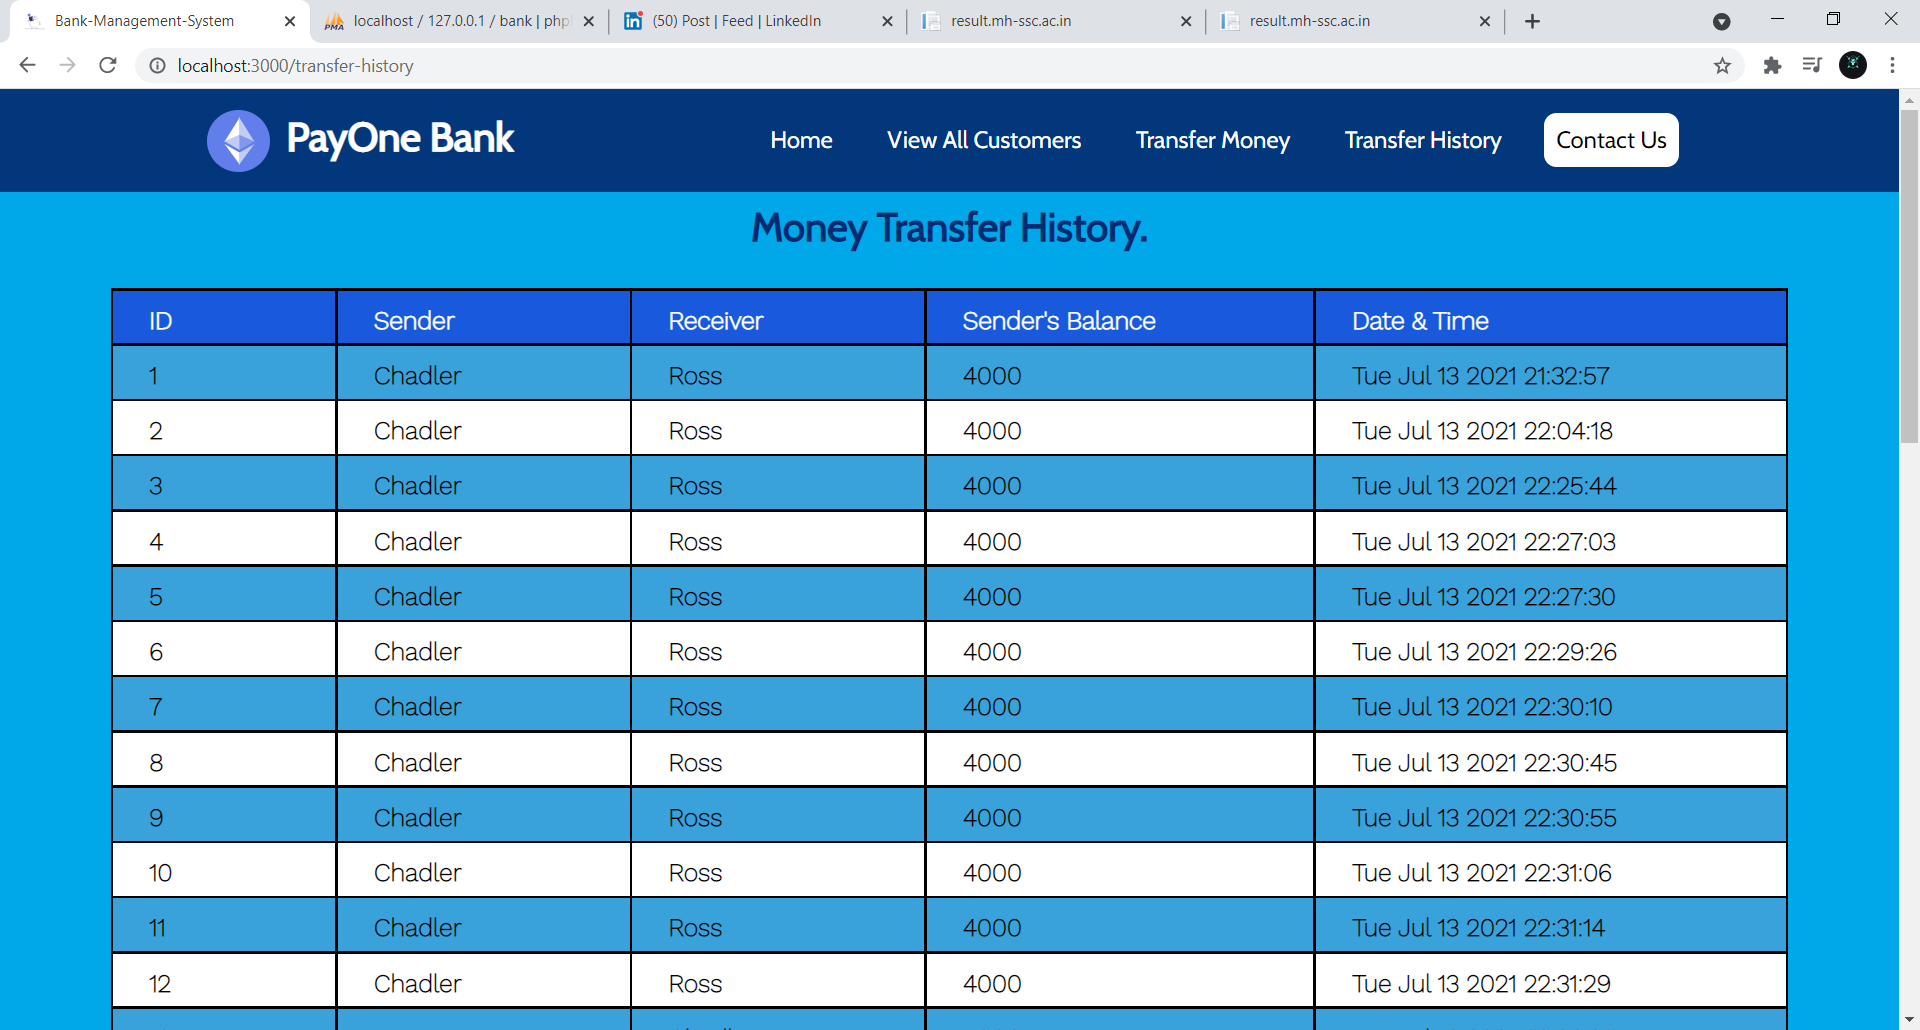 Bank-Management-System
localhost / 127.0.0.1 / bank | php
(50) Post | Feed | LinkedIn
result.mh-ssc.ac.in
result.mh-ssc.ac.in
localhost:3000/transfer-history
PayOne Bank
Home
View All Customers
Transfer Money
Transfer History
Contact Us
Money Transfer History.
ID Sender Receiver Sender's Balance Date & Time
1 Chadler Ross 4000 Tue Jul 13 2021 21:32:57
2 Chadler Ross 4000 Tue Jul 13 2021 22:04:18
3 Chadler Ross 4000 Tue Jul 13 2021 22:25:44
4 Chadler Ross 4000 Tue Jul 13 2021 22:27:03
5 Chadler Ross 4000 Tue Jul 13 2021 22:27:30
6 Chadler Ross 4000 Tue Jul 13 2021 22:29:26
7 Chadler Ross 4000 Tue Jul 13 2021 22:30:10
8 Chadler Ross 4000 Tue Jul 13 2021 22:30:45
9 Chadler Ross 4000 Tue Jul 13 2021 22:30:55
10 Chadler Ross 4000 Tue Jul 13 2021 22:31:06
11 Chadler Ross 4000 Tue Jul 13 2021 22:31:14
12 Chadler Ross 4000 Tue Jul 13 2021 22:31:29